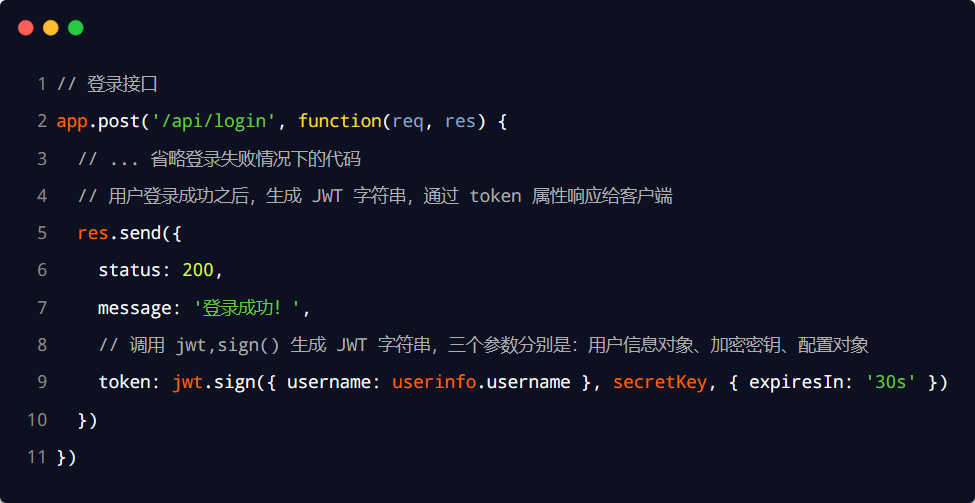 1 // 登录接口
2 app.post('/api/login', function(req, res) {
3   // ... 省略登录失败情况下的代码
4   // 用户登录成功之后，生成 JWT 字符串，通过 token 属性响应给客户端
5   res.send({
6     status: 200,
7     message: '登录成功！',
8     // 调用 jwt,sign() 生成 JWT 字符串，三个参数分别是：用户信息对象、加密密钥、配置对象
9     token: jwt.sign({ username: userinfo.username }, secretKey, { expiresIn: '30s' })
10   })
11 })